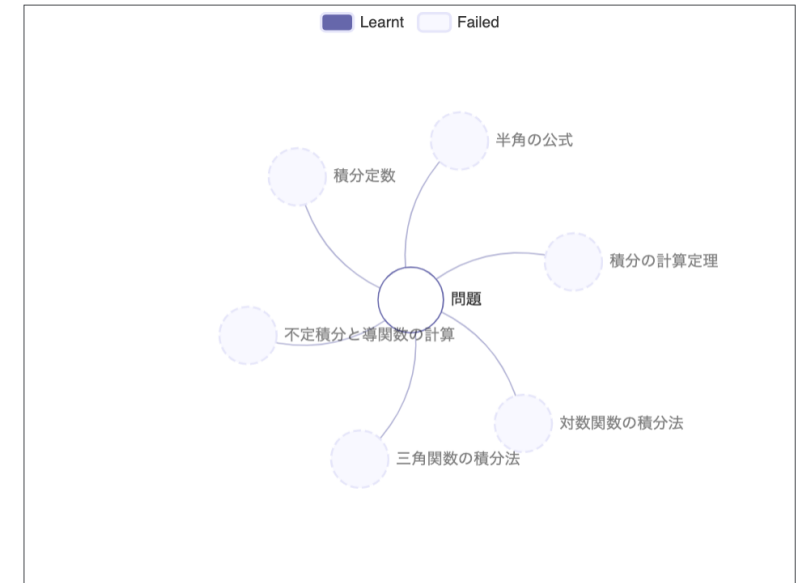 Learnt
Failed
半角の公式
積分定数
積分の計算定理
問題
不定積分と導関数の計算
対数関数の積分法
三角関数の積分法